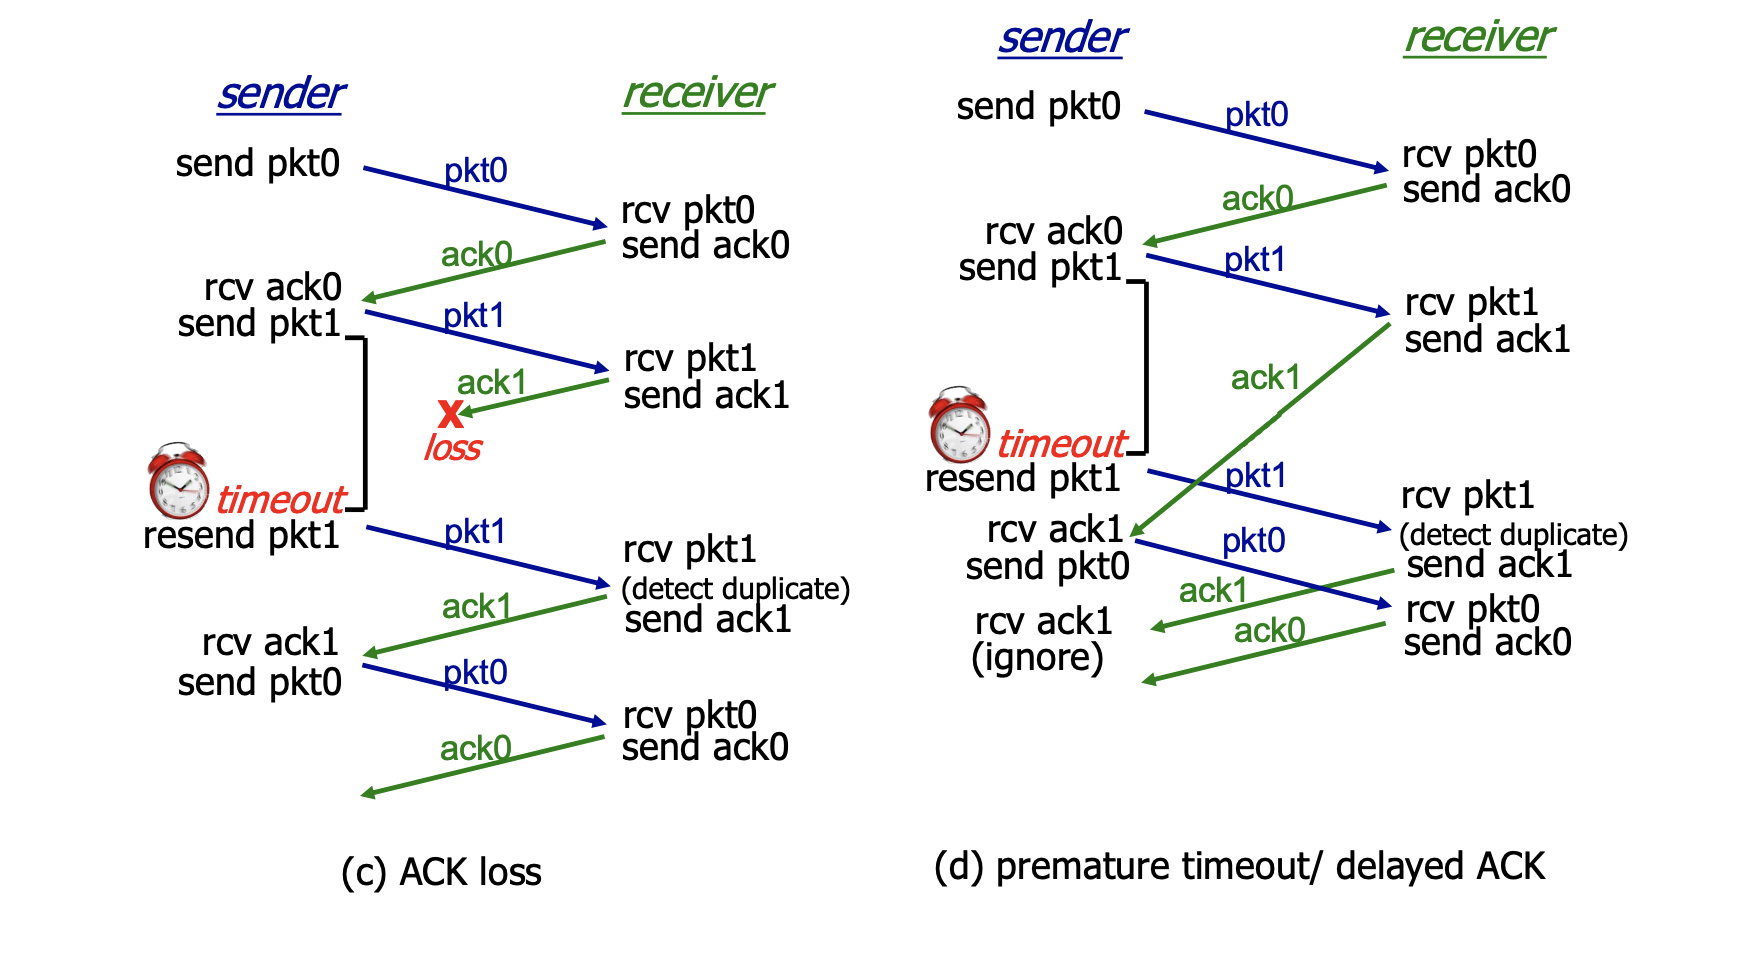 sender
receiver
send pkt0
pkt0
rcv pkt0
send ack0
ack0
rcv ack0
send pkt1
pkt1
rcv pkt1
send ack1
ack1
X
loss
timeout
resend pkt1
pkt1
rcv pkt1
(detect duplicate)
send ack1
ack1
rcv ack1
send pkt0
pkt0
rcv pkt0
send ack0
ack0
(c) ACK loss
sender
receiver
send pkt0
pkt0
rcv pkt0
send ack0
ack0
rcv ack0
send pkt1
pkt1
rcv pkt1
send ack1
ack1
timeout
resend pkt1
pkt1
rcv pkt1
(detect duplicate)
send ack1
rcv ack1
send pkt0
pkt0
ack1
rcv pkt0
send ack0
rcv ack1
(ignore)
ack0
(d) premature timeout/ delayed ACK